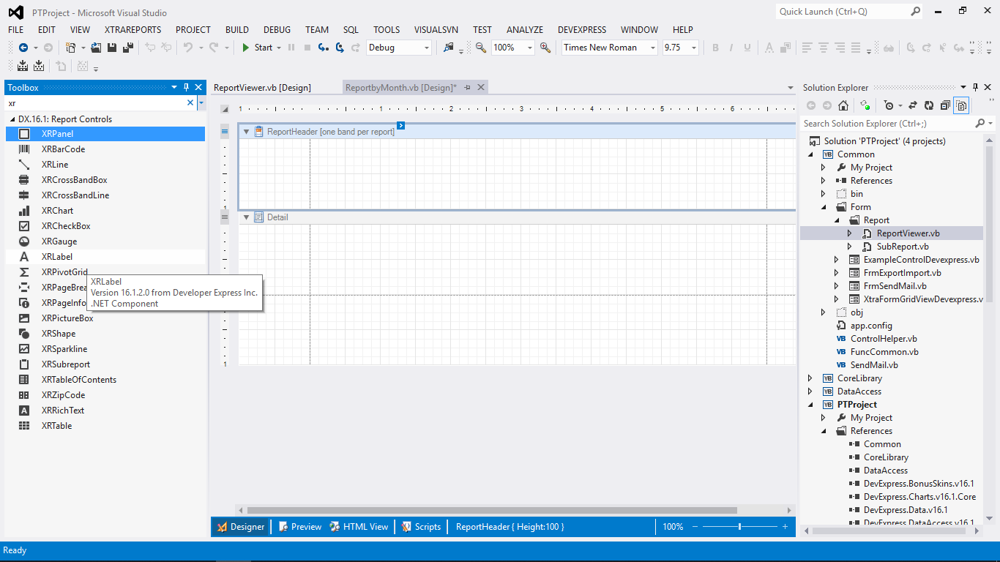 PTProject - Microsoft Visual Studio
Quick Launch (Ctrl+Q)
FILE EDIT VIEW XTRAREPORTS PROJECT BUILD DEBUG TEAM SQL TOOLS VISUALSVN TEST ANALYZE DEVEXPRESS WINDOW HELP
Start Debug 100% Times New Roman 9.75 B I U
Toolbox
xr
DX.16.1: Report Controls
XRPanel
XRBarCode
XRLine
XRCrossBandBox
XRCrossBandLine
XRChart
XRCheckBox
XRGauge
XRLabel
XRPivotGrid
XRPageBrea
XRPageInfo
XRPictureBox
XRShape
XRSparkline
XRSubreport
XRTableOfContents
XRZipCode
XRRichText
XRTable
XRLabel
Version 16.1.2.0 from Developer Express Inc.
.NET Component
ReportViewer.vb [Design] ReportbyMonth.vb [Design]*
1 1 2 3 4 5 6
ReportHeader [one band per report]
1
Detail
1
Designer Preview HTML View Scripts ReportHeader { Height:100 } 100%
Solution Explorer
Search Solution Explorer (Ctrl+;)
Solution 'PTProject' (4 projects)
Common
My Project
References
bin
Form
Report
ReportViewer.vb
SubReport.vb
ExampleControlDevexpress.vb
FrmExportImport.vb
FrmSendMail.vb
XtraFormGridViewDevexpress.v
obj
app.config
VB ControlHelper.vb
VB FuncCommon.vb
VB SendMail.vb
CoreLibrary
DataAccess
PTProject
My Project
References
Common
CoreLibrary
DataAccess
DevExpress.BonusSkins.v16.1
DevExpress.Charts.v16.1.Core
DevExpress.Data.v16.1
DevExpress.DataAccess.v16.1
Ready